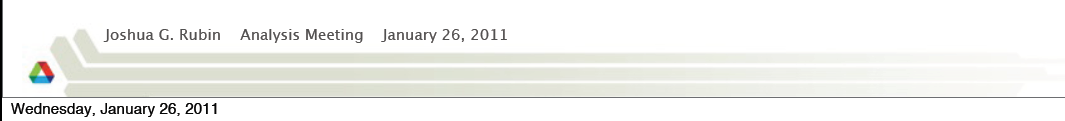 Joshua G. Rubin Analysis Meeting January 26, 2011
Wednesday, January 26, 2011